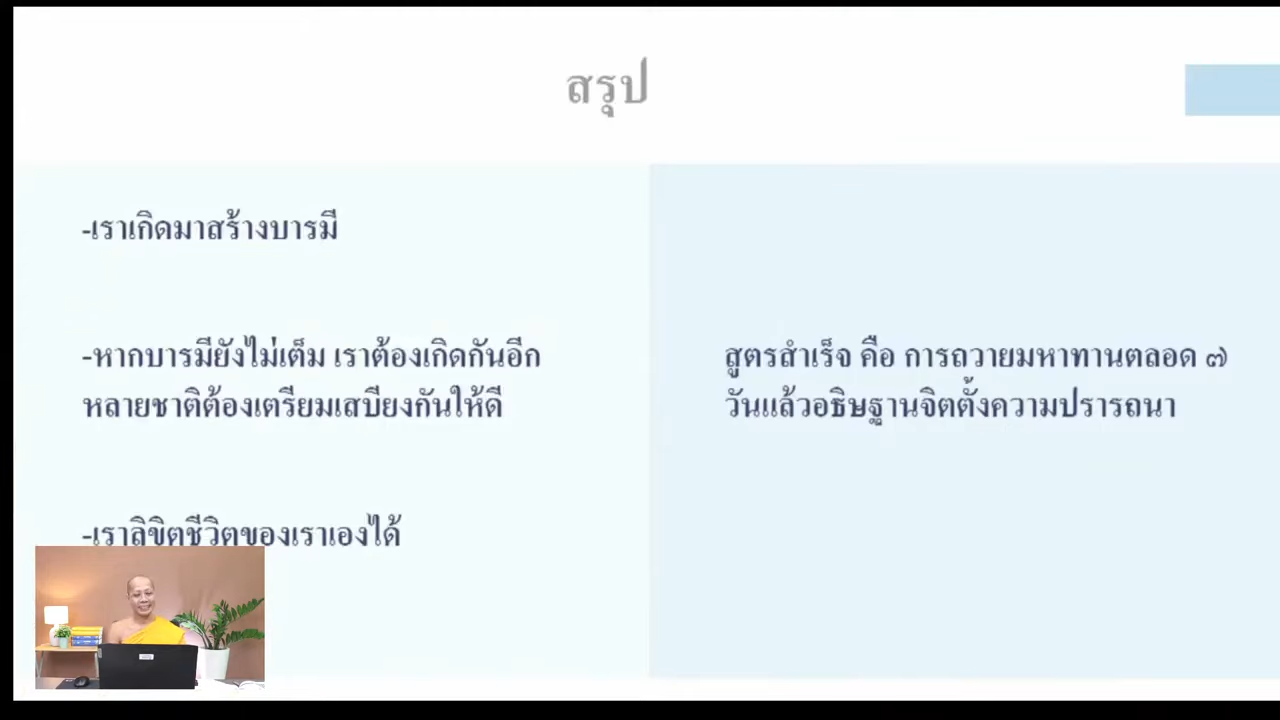 สรุป
-เราเกิดมาสร้างบารมี
-หากบารมียังไม่เต็ม เราต้องเกิดกันอีก
หลายชาติต้องเตรียมเสบียงกันให้ดี
-เราลิขิตชีวิตของเราเองได้
สูตรสำเร็จ คือ การถวายมหาทานตลอด ๗
วันแล้วอธิษฐานจิตตั้งความปรารถนา